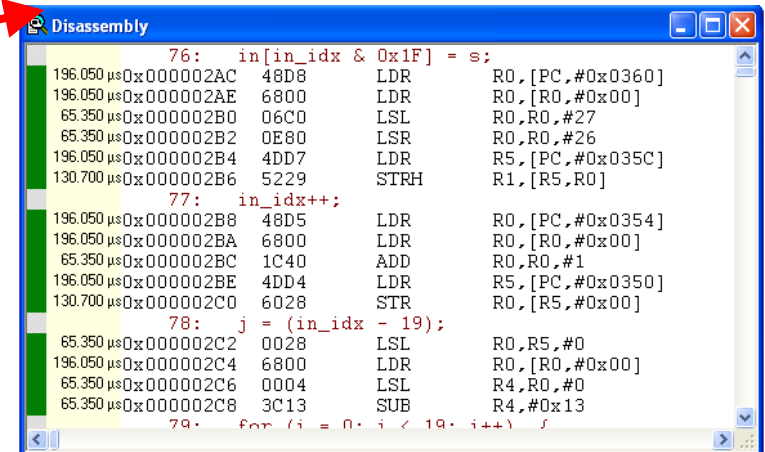 Disassembly
76: in[in_idx & 0x1F] = s;
196.050 µs 0x000002AC 48D8 LDR R0,[PC,#0x0360]
196.050 µs 0x000002AE 6800 LDR R0,[R0,#0x00]
65.350 µs 0x000002B0 06C0 LSL R0,R0,#27
65.350 µs 0x000002B2 0E80 LSR R0,R0,#26
196.050 µs 0x000002B4 4DD7 LDR R5,[PC,#0x035C]
130.700 µs 0x000002B6 5229 STRH R1,[R5,R0]
77: in_idx++;
196.050 µs 0x000002B8 48D5 LDR R0,[PC,#0x0354]
196.050 µs 0x000002BA 6800 LDR R0,[R0,#0x00]
65.350 µs 0x000002BC 1C40 ADD R0,R0,#1
196.050 µs 0x000002BE 4DD4 LDR R5,[PC,#0x0350]
130.700 µs 0x000002C0 6028 STR R0,[R5,#0x00]
78: j = (in_idx - 19);
65.350 µs 0x000002C2 0028 LSL R0,R5,#0
196.050 µs 0x000002C4 6800 LDR R0,[R0,#0x00]
65.350 µs 0x000002C6 0004 LSL R4,R0,#0
65.350 µs 0x000002C8 3C13 SUB R4,#0x13
79: for (i = 0; i < 19; i++) {